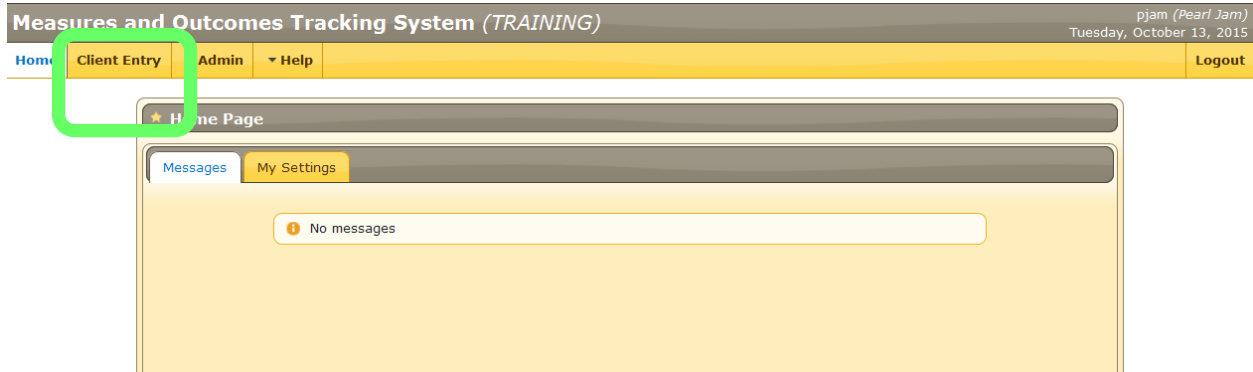 Measures and Outcomes Tracking System (TRAINING)
pjam (Pearl Jam)
Tuesday, October 13, 2015
Home Client Entry Admin Help Logout
Home Page
Messages My Settings
No messages